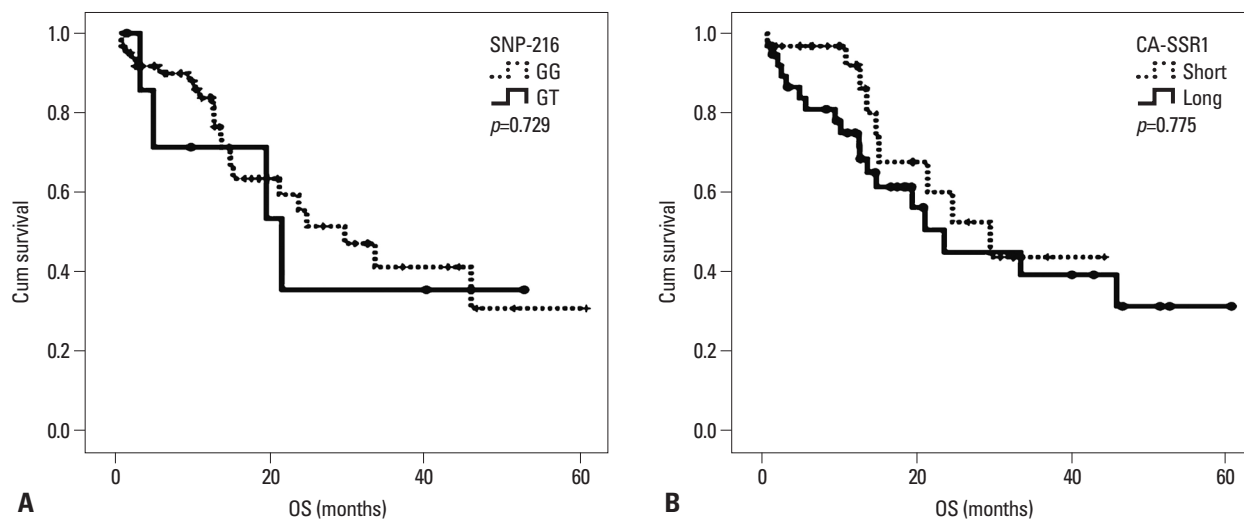 1.0
0.8
0.6
0.4
0.2
0.0
Cum survival
0
20
40
60
OS (months)
SNP-216
GG
GT
p=0.729
A
1.0
0.8
0.6
0.4
0.2
0.0
Cum survival
0
20
40
60
OS (months)
CA-SSR1
Short
Long
p=0.775
B